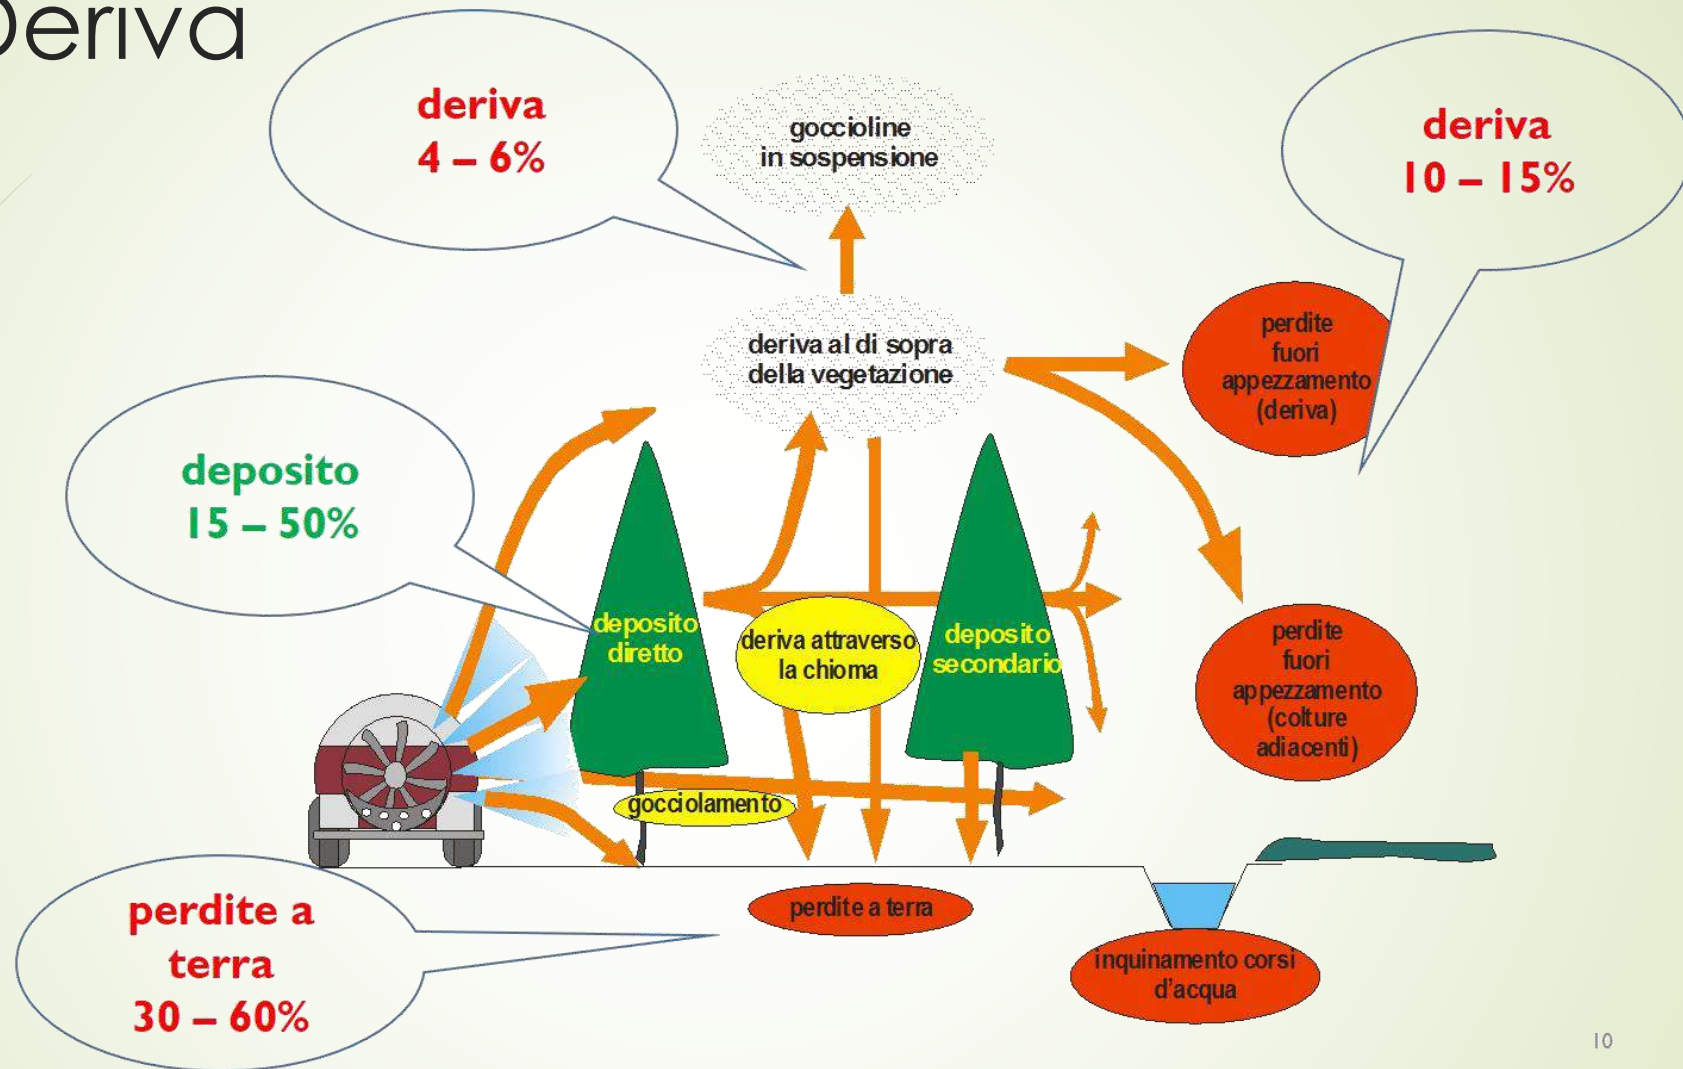 Deriva
deriva
4 – 6%
goccioline
in sospensione
deriva
10 – 15%
deriva al di sopra
della vegetazione
perdite
fuori
appezzamento
(deriva)
deposito
15 – 50%
deposito
diretto
deriva attraverso
la chioma
deposito
secondario
perdite
fuori
appezzamento
(colture
adiacenti)
gocciolamento
perdite a
terra
30 – 60%
perdite a terra
inquinamento corsi
d'acqua
10